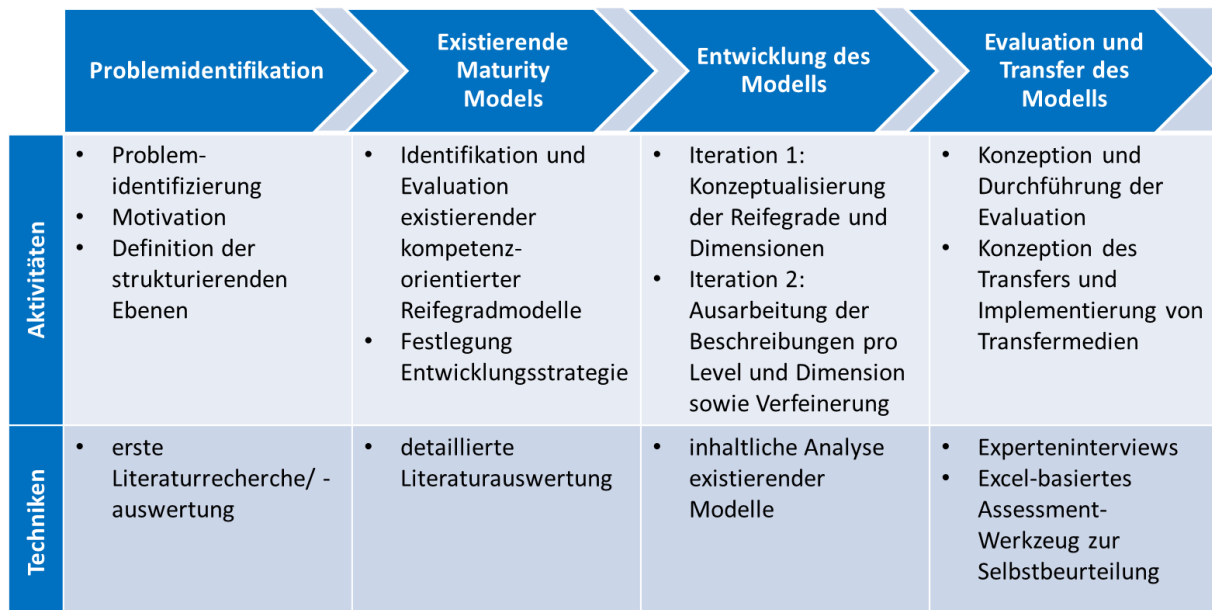 Problemidentifikation
Existierende
Maturity
Models
Entwicklung des
Modells
Evaluation und
Transfer des
Modells
Aktivitäten
• Problem-
identifizierung
• Motivation
• Definition der
strukturierenden
Ebenen
• Identifikation und
Evaluation
existierender
kompetenz-
orientierter
Reifegradmodelle
• Festlegung
Entwicklungsstrategie
• Iteration 1:
Konzeptualisierung
der Reifegrade und
Dimensionen
• Iteration 2:
Ausarbeitung der
Beschreibungen pro
Level und Dimension
sowie Verfeinerung
• Konzeption und
Durchführung der
Evaluation
• Konzeption des
Transfers und
Implementierung von
Transfermedien
Techniken
• erste
Literaturrecherche/ -
auswertung
• detaillierte
Literaturauswertung
• inhaltliche Analyse
existierender
Modelle
• Experteninterviews
• Excel-basiertes
Assessment-
Werkzeug zur
Selbstbeurteilung